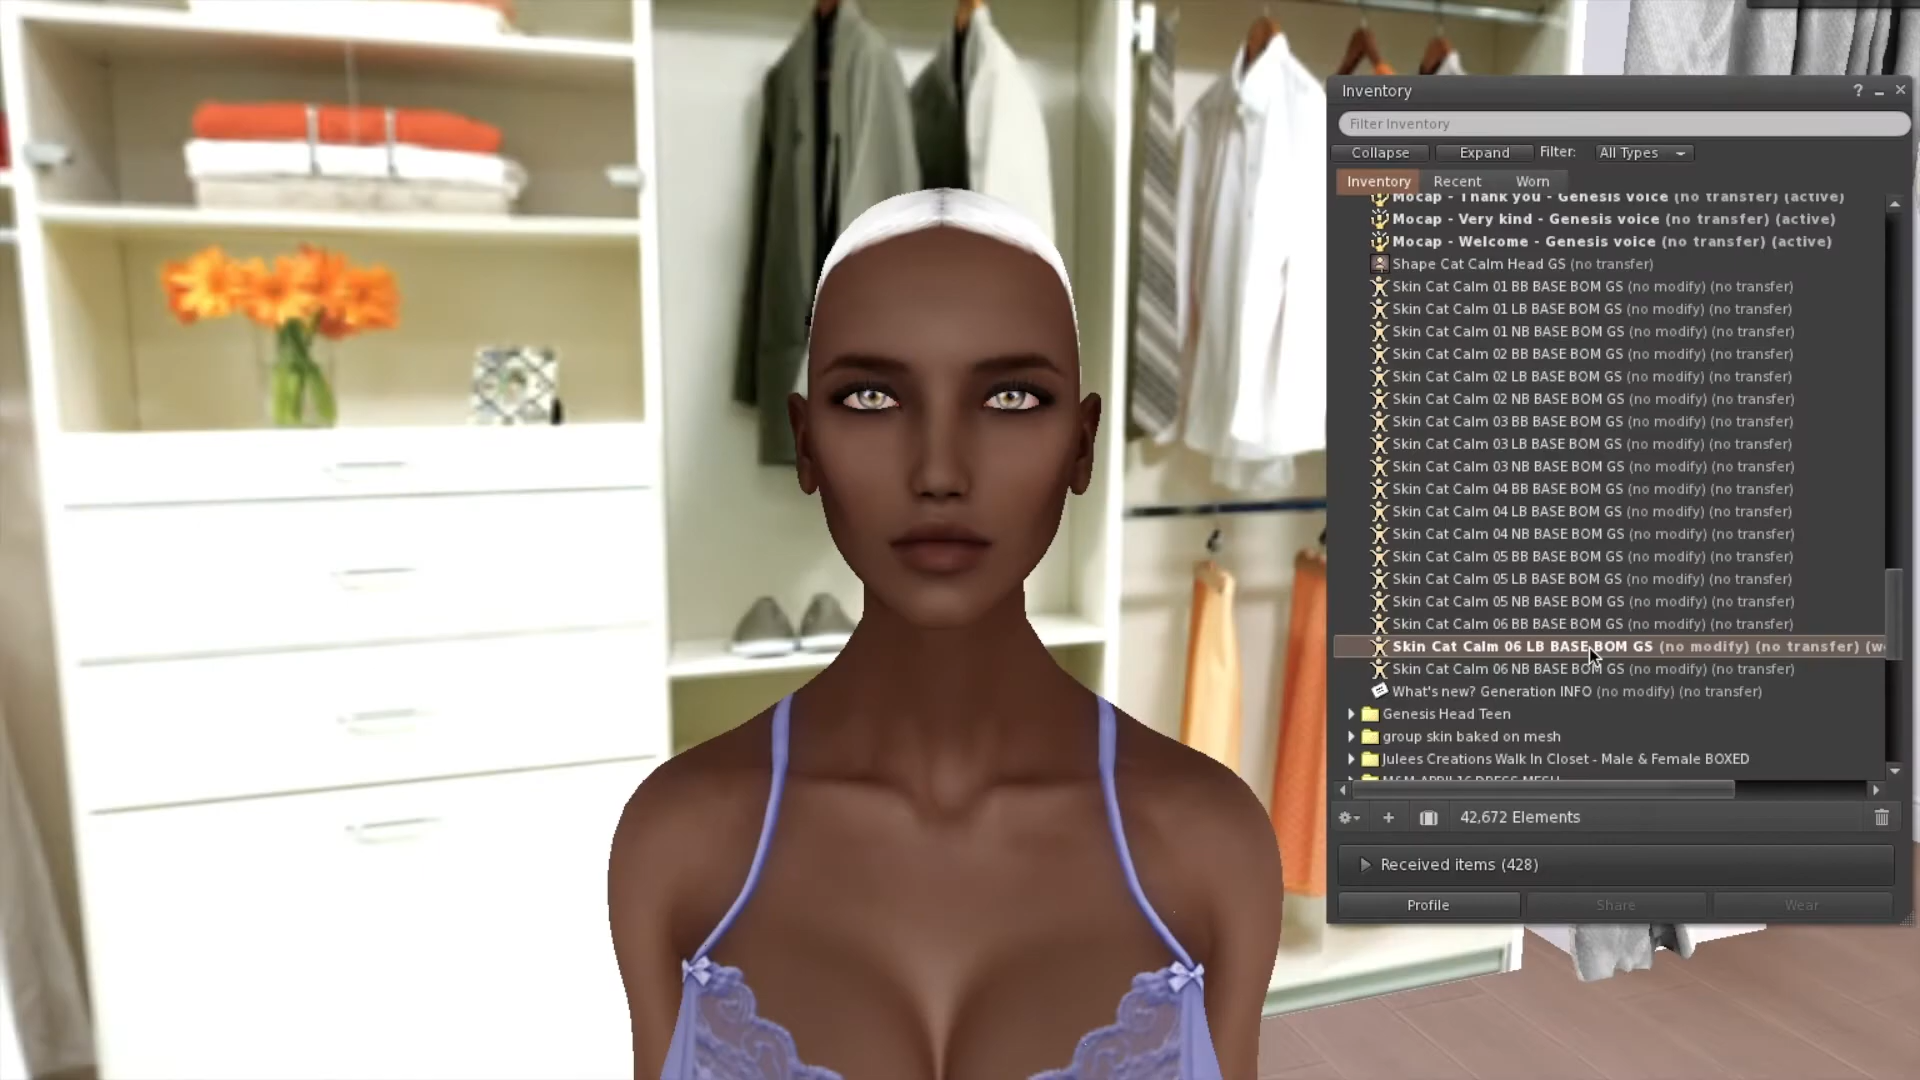 Inventory
?
Filter Inventory
Collapse Expand Filter: All Types
Inventory Recent Worn
Mocap - Thank you - Genesis voice (no transfer) (active)
Mocap - Very kind - Genesis voice (no transfer) (active)
Mocap - Welcome - Genesis voice (no transfer) (active)
Shape Cat Calm Head GS (no transfer)
Skin Cat Calm 01 BB BASE BOM GS (no modify) (no transfer)
Skin Cat Calm 01 LB BASE BOM GS (no modify) (no transfer)
Skin Cat Calm 01 NB BASE BOM GS (no modify) (no transfer)
Skin Cat Calm 02 BB BASE BOM GS (no modify) (no transfer)
Skin Cat Calm 02 LB BASE BOM GS (no modify) (no transfer)
Skin Cat Calm 02 NB BASE BOM GS (no modify) (no transfer)
Skin Cat Calm 03 BB BASE BOM GS (no modify) (no transfer)
Skin Cat Calm 03 LB BASE BOM GS (no modify) (no transfer)
Skin Cat Calm 03 NB BASE BOM GS (no modify) (no transfer)
Skin Cat Calm 04 BB BASE BOM GS (no modify) (no transfer)
Skin Cat Calm 04 LB BASE BOM GS (no modify) (no transfer)
Skin Cat Calm 04 NB BASE BOM GS (no modify) (no transfer)
Skin Cat Calm 05 BB BASE BOM GS (no modify) (no transfer)
Skin Cat Calm 05 LB BASE BOM GS (no modify) (no transfer)
Skin Cat Calm 05 NB BASE BOM GS (no modify) (no transfer)
Skin Cat Calm 06 BB BASE BOM GS (no modify) (no transfer)
Skin Cat Calm 06 LB BASE BOM GS (no modify) (no transfer) (w
Skin Cat Calm 06 NB BASE BOM GS (no modify) (no transfer)
What's new? Generation INFO (no modify) (no transfer)
Genesis Head Teen
group skin baked on mesh
Julees Creations Walk In Closet - Male & Female BOXED
M&M APRIL16 DRESS MESH
42,672 Elements
Received items (428)
Profile Share Wear